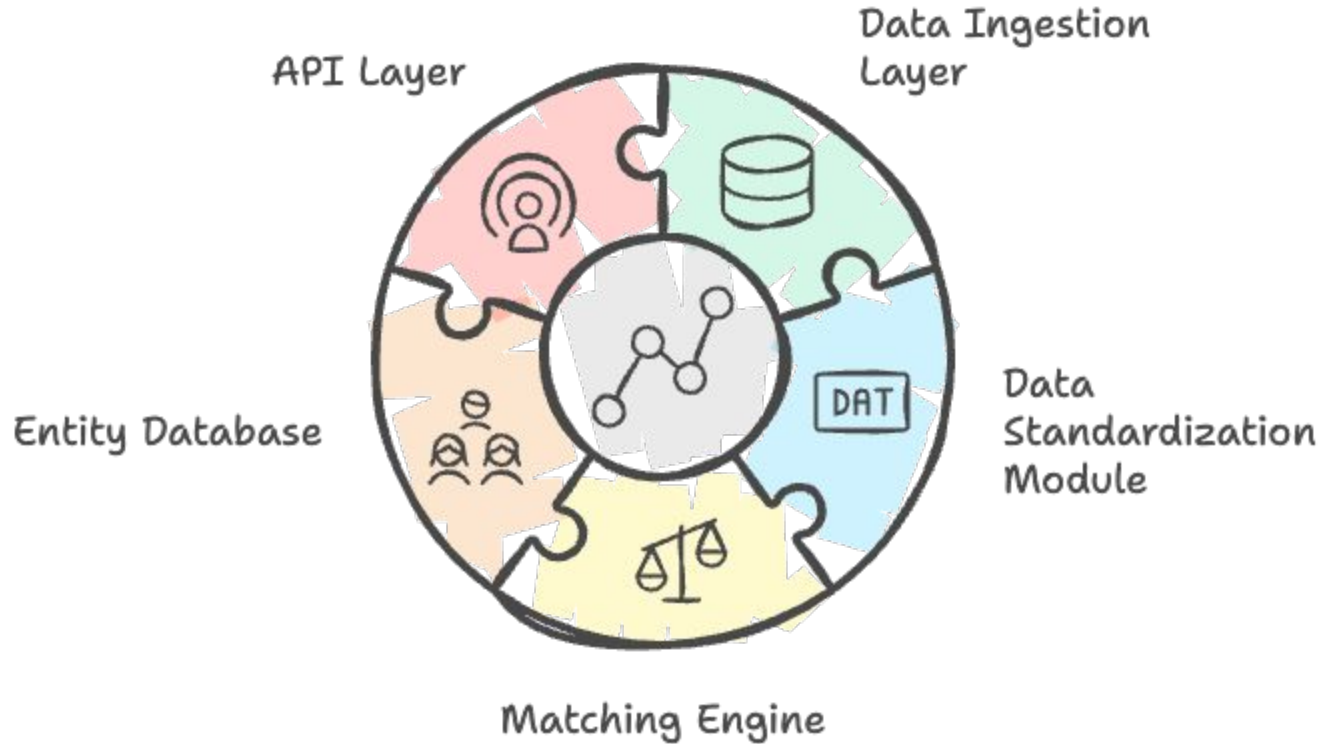 Data Ingestion
Layer
API Layer
DAT
Data
Standardization
Module
Entity Database
Matching Engine